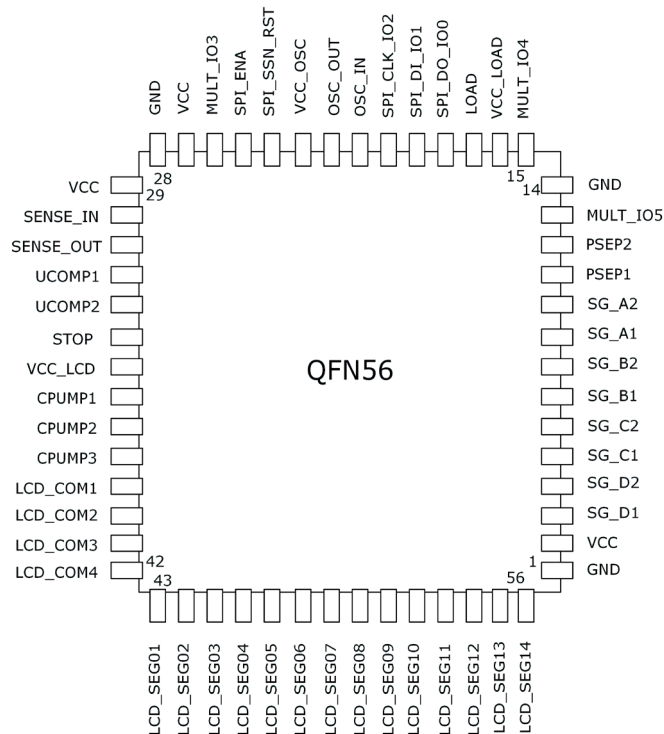 GND
VCC
MULT_IO3
SPI_ENA
SPI_SSN_RST
VCC_OSC
OSC_OUT
OSC_IN
SPI_CLK_IO2
SPI_DI_IO1
SPI_DO_IO0
LOAD
VCC_LOAD
MULT_IO4
28
15
29
14
VCC
SENSE_IN
SENSE_OUT
UCOMP1
UCOMP2
STOP
VCC_LCD
CPUMP1
CPUMP2
CPUMP3
LCD_COM1
LCD_COM2
LCD_COM3
LCD_COM4
QFN56
GND
MULT_IO5
PSEP2
PSEP1
SG_A2
SG_A1
SG_B2
SG_B1
SG_C2
SG_C1
SG_D2
SG_D1
VCC
GND
42
1
43
56
LCD_SEG01
LCD_SEG02
LCD_SEG03
LCD_SEG04
LCD_SEG05
LCD_SEG06
LCD_SEG07
LCD_SEG08
LCD_SEG09
LCD_SEG10
LCD_SEG11
LCD_SEG12
LCD_SEG13
LCD_SEG14